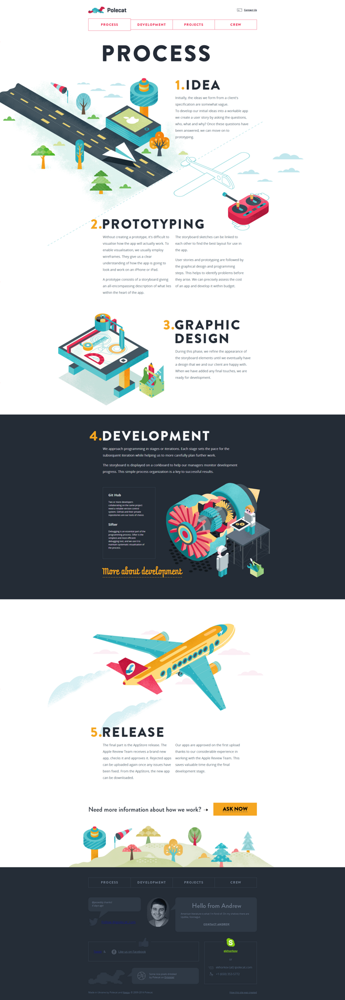 Polecat
Contact Us
PROCESS
DEVELOPMENT
PROJECTS
CREW
PROCESS
1.IDEA
Initially, the ideas we form from a client's
specification are somewhat vague.
To develop our initial ideas into a workable app
we create a user story by asking the questions,
who, what and why? Once these questions have
been answered, we can move on to
prototyping.
2.PROTOTYPING
Without creating a prototype, it's difficult to
visualise how the app will actually work. To
enable visualisation, we usually employ
wireframes. They give us a clear
understanding of how the app is going to
look and work on an iPhone or iPad.
A prototype consists of a storyboard giving
an all-encompassing description of what lies
within the heart of the app.
The storyboard sketches can be linked to
each other to find the best layout for use in
the app.
User stories and prototyping are followed by
the graphical design and programming
steps. This helps to identify problems before
they arise. We can precisely assess the cost
of an app and develop it within budget.
3.GRAPHIC
DESIGN
During this phase, we refine the appearance of
the storyboard elements until we eventually have
a design that we and our client are happy with.
When we have added any final touches, we are
ready for development.
4.DEVELOPMENT
We approach programming in stages or iterations. Each stage sets the pace for the
subsequent iteration while helping us to more carefully plan further work.
The storyboard is displayed on a corkboard to help our managers monitor development
progress. This simple process organization is a key to successful results.
Git Hub
Two or more developers
collaborating on the same project
need a reliable version control
system. GitHub and their private
repositories are our tools of choice.
Sifter
Debugging is an essential part of the
programming process. Sifter is the
simplest and most efficient
debugging tool, and we use it to
maintain systematic visualisation of
the process.
More about development
5.RELEASE
The final part is the AppStore release. The
Apple Review Team receives a brand new
app, checks it and approves it. Rejected apps
can be uploaded again once any issues have
been fixed. From the AppStore, the new app
can be downloaded.
Our apps are approved on the first upload
thanks to our considerable experience in
working with the Apple Review Team. This
saves valuable time during the final
development stage.
Need more information about how we work? →
ASK NOW
PROCESS
DEVELOPMENT
PROJECTS
CREW
Hello from Andrew
CONTACT ANDREW
&
Like us on Facebook
ekhorkov
or
ekhorkov (at) ipolecat.com
+1 (650) 353-5772
Some nice pixels dribbled
by Polecat on Dribbble
© 2009-2014 Polecat